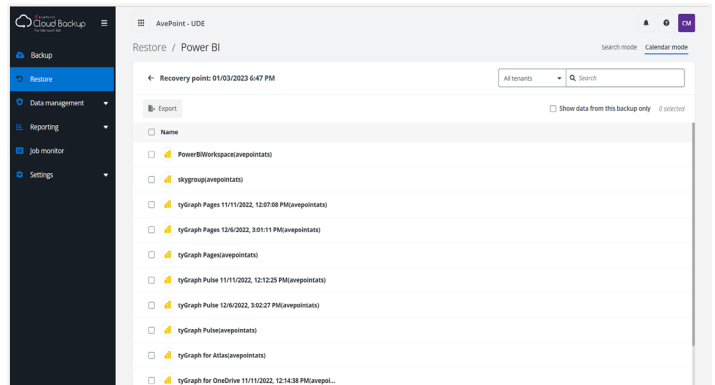 AvePoint
Cloud Backup
For Microsoft 365
AvePoint - UDE
CM
Backup
Restore
Data management
Reporting
Job monitor
Settings
Restore / Power BI
Search mode
Calendar mode
Recovery point: 01/03/2023 6:47 PM
All tenants
Search
Export
Show data from this backup only
0 selected
Name
PowerBiWorkspace(avepointats)
skygroup(avepointats)
tyGraph Pages 11/11/2022, 12:07:08 PM(avepointats)
tyGraph Pages 12/6/2022, 3:01:11 PM(avepointats)
tyGraph Pages(avepointats)
tyGraph Pulse 11/11/2022, 12:12:25 PM(avepointats)
tyGraph Pulse 12/6/2022, 3:02:27 PM(avepointats)
tyGraph Pulse(avepointats)
tyGraph for Atlas(avepointats)
tyGraph for OneDrive 11/11/2022, 12:14:38 PM(avepoi...